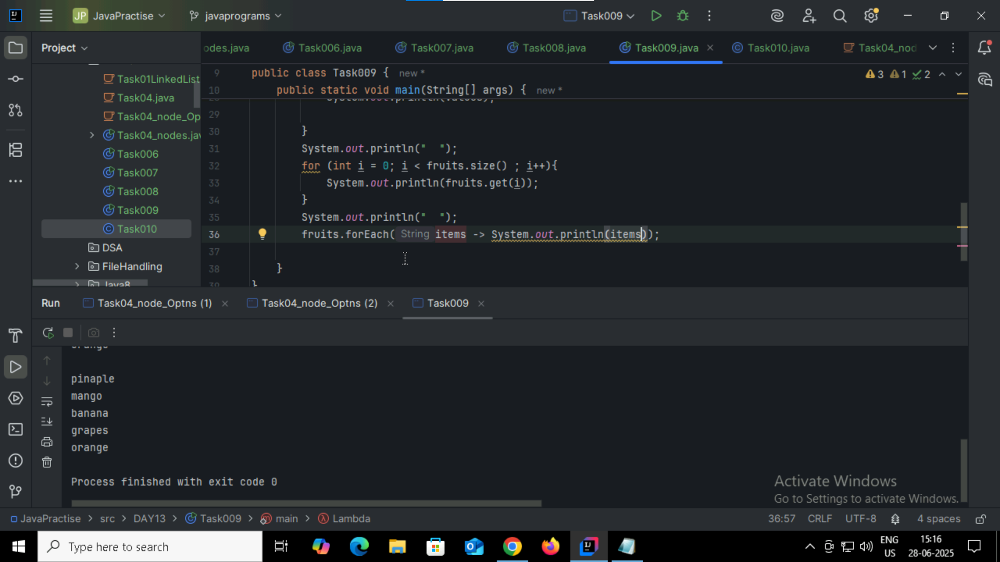 JP JavaPractise javaprograms Task009
Project
odes.java Task006.java Task007.java Task008.java Task009.java Task010.java Task04_nod
Task01LinkedList
Task04.java
Task04_node_Op
Task04_nodes.jav
Task006
Task007
Task008
Task009
Task010
DSA
FileHandling
Java8
3 1 2
9 public class Task009 { new *
10 public static void main(String[] args) { new *
29
30 }
31 System.out.println("  ");
32 for (int i = 0; i < fruits.size() ; i++){
33 System.out.println(fruits.get(i));
34 }
35 System.out.println("  ");
36 fruits.forEach( String items -> System.out.println(items));
37
38 }
39 }
Run Task04_node_Optns (1) Task04_node_Optns (2) Task009
pinaple
mango
banana
grapes
orange
Process finished with exit code 0
Activate Windows
Go to Settings to activate Windows.
JavaPractise > src > DAY13 > Task009 > main > Lambda 36:57 CRLF UTF-8 4 spaces
Type here to search
ENG
US
15:16
28-06-2025